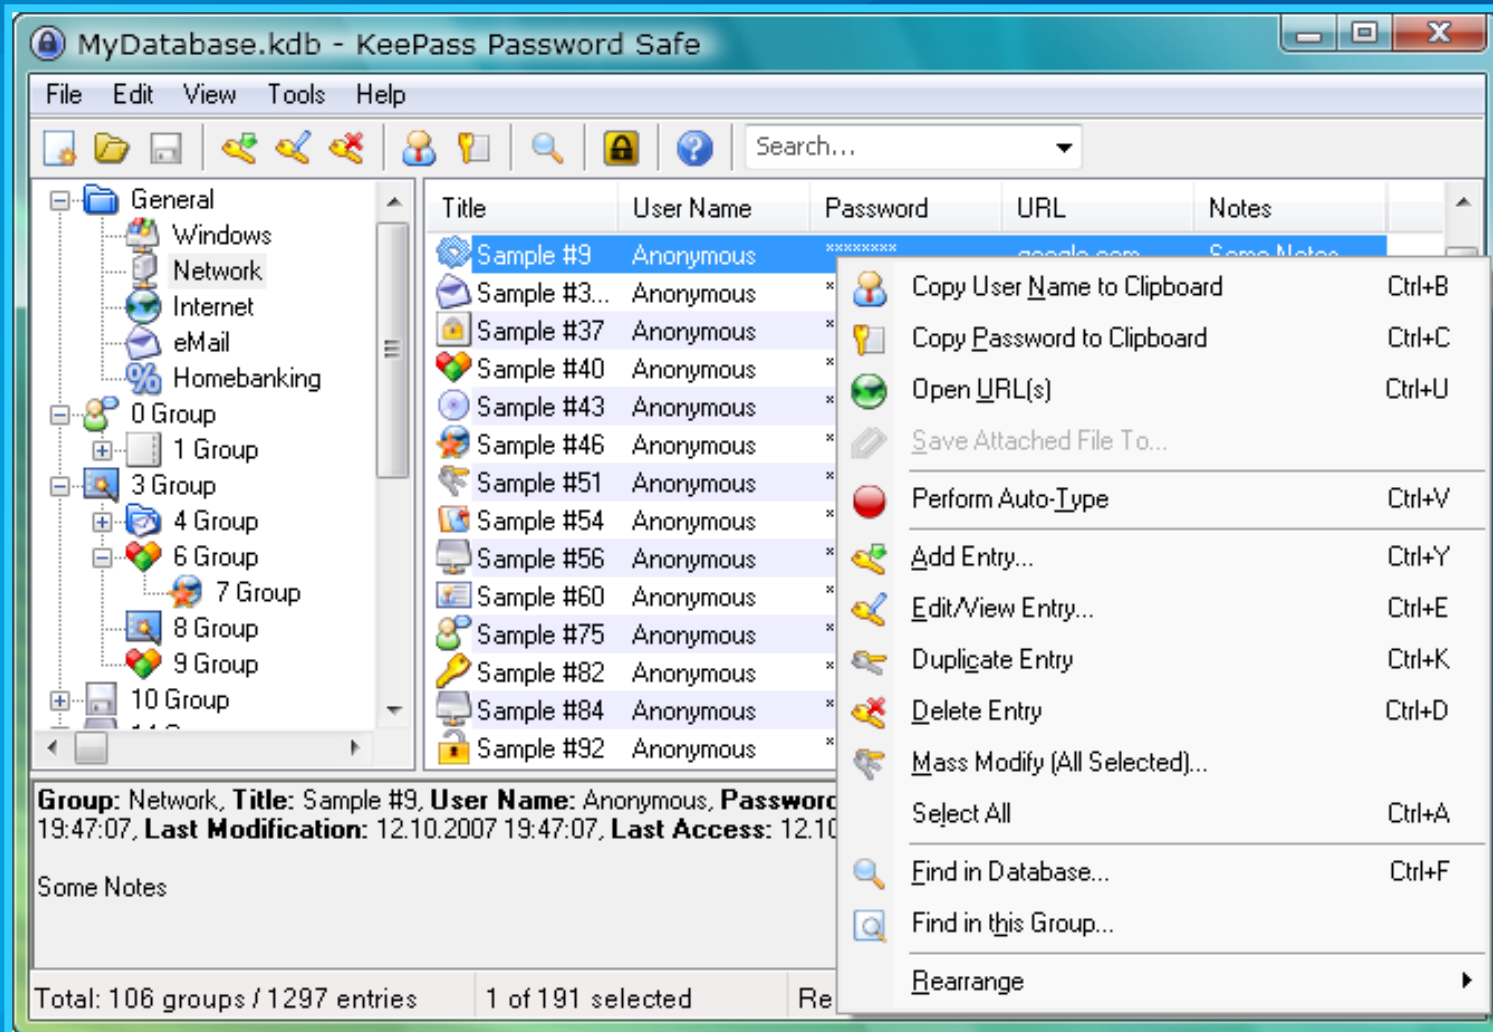 MyDatabase.kdb - KeePass Password Safe
File Edit View Tools Help
Search...
General
Windows
Network
Internet
eMail
Homebanking
0 Group
1 Group
3 Group
4 Group
6 Group
7 Group
8 Group
9 Group
10 Group
Title User Name Password URL Notes
Sample #9 Anonymous ******** google.com Some Notes
Sample #3... Anonymous *
Sample #37 Anonymous *
Sample #40 Anonymous *
Sample #43 Anonymous *
Sample #46 Anonymous *
Sample #51 Anonymous *
Sample #54 Anonymous *
Sample #56 Anonymous *
Sample #60 Anonymous *
Sample #75 Anonymous *
Sample #82 Anonymous *
Sample #84 Anonymous *
Sample #92 Anonymous *
Copy User Name to Clipboard Ctrl+B
Copy Password to Clipboard Ctrl+C
Open URL(s) Ctrl+U
Save Attached File To...
Perform Auto-Type Ctrl+V
Add Entry... Ctrl+Y
Edit/View Entry... Ctrl+E
Duplicate Entry Ctrl+K
Delete Entry Ctrl+D
Mass Modify (All Selected)...
Select All Ctrl+A
Find in Database... Ctrl+F
Find in this Group...
Rearrange
Group: Network, Title: Sample #9, User Name: Anonymous, Password
19:47:07, Last Modification: 12.10.2007 19:47:07, Last Access: 12.10
Some Notes
Total: 106 groups / 1297 entries 1 of 191 selected Re